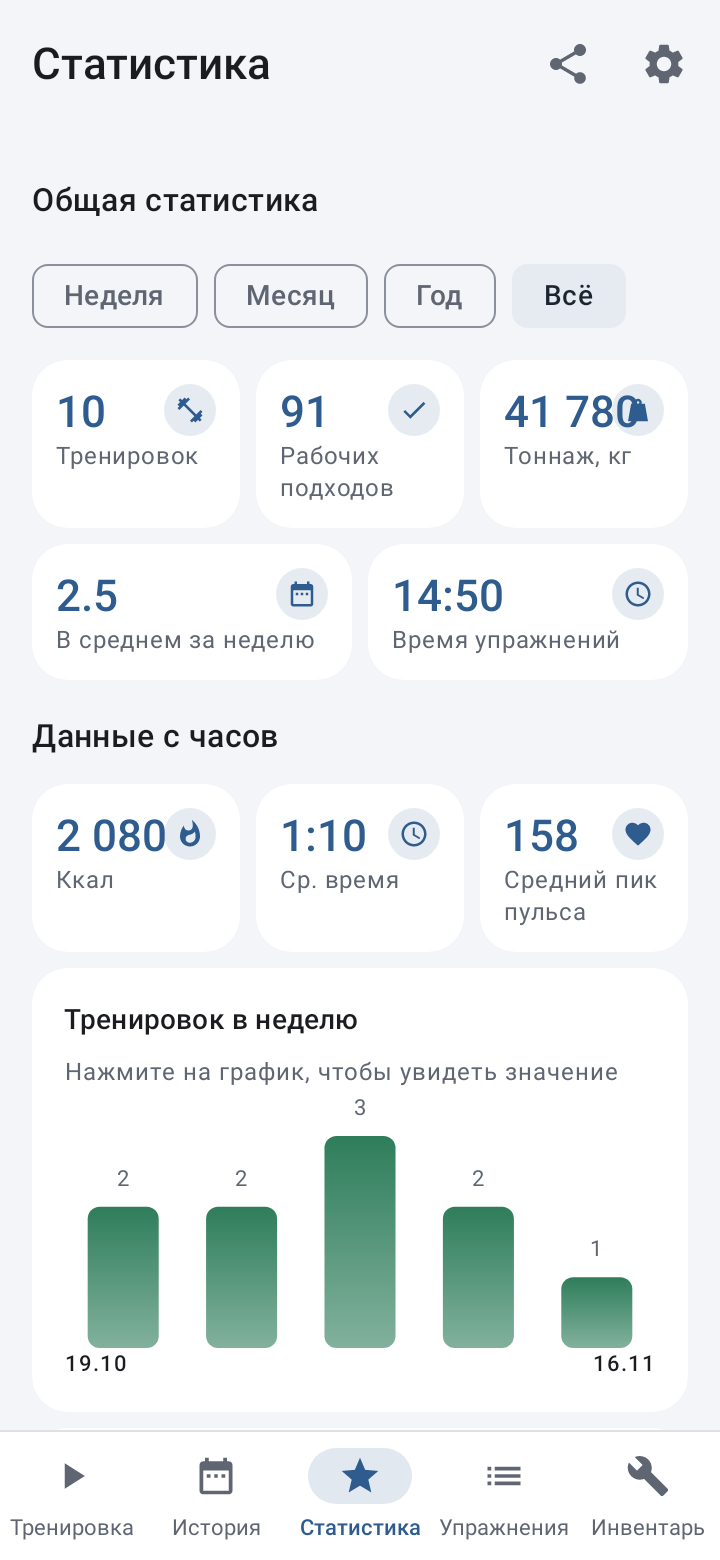 Статистика
Общая статистика
Неделя
Месяц
Год
Всё
10
Тренировок
91
Рабочих
подходов
41 780
Тоннаж, кг
2.5
В среднем за неделю
14:50
Время упражнений
Данные с часов
2 080
Ккал
1:10
Ср. время
158
Средний пик
пульса
Тренировок в неделю
Нажмите на график, чтобы увидеть значение
2
2
3
2
1
19.10
16.11
Тренировка
История
Статистика
Упражнения
Инвентарь